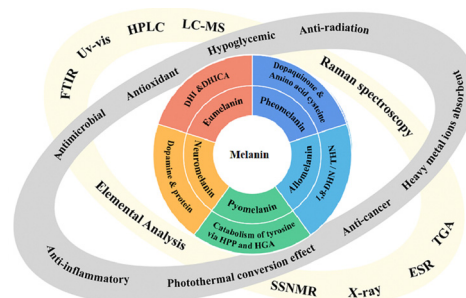 FTIR
Uv-vis
HPLC
LC-MS
Raman spectroscopy
Elemental Analysis
SSNMR
X-ray
ESR
TGA
Antimicrobial
Antioxidant
Hypoglycemic
Anti-radiation
Heavy metal ions absorbent
Anti-cancer
Photothermal conversion effect
Anti-inflammatory
DHI &DHICA
Eumelanin
Dopaquinone &
Amino acid cysteine
Pheomelanin
1,8-DHN / THN
Allomelanin
Pyomelanin
Catabolism of tyrosine
via HPP and HGA
Neuromelanin
Dopamine & protein
Melanin